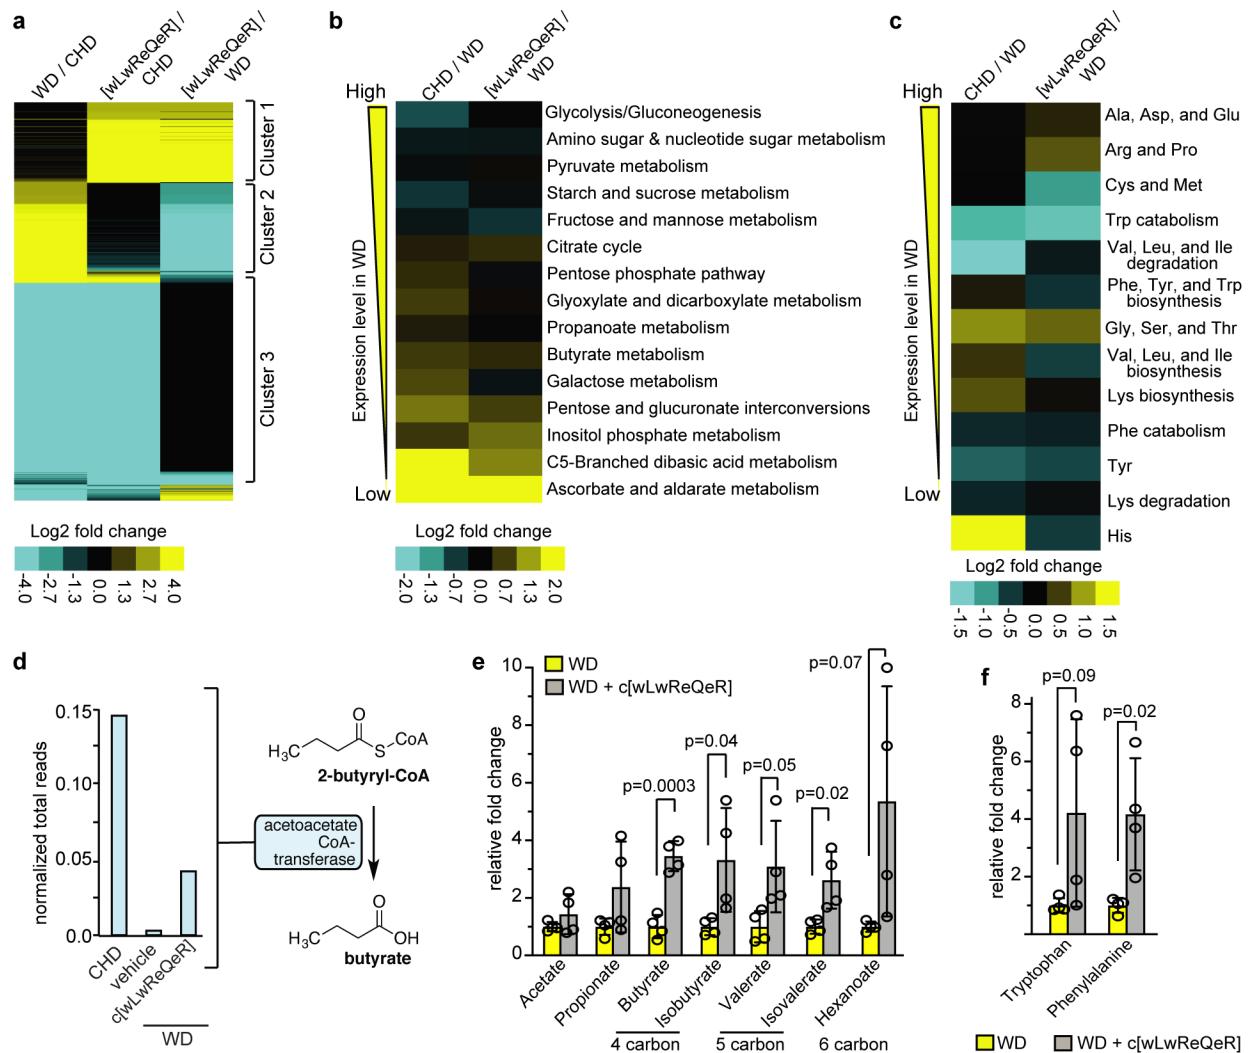 a
WD / CHD
[wLwReQeR] /
CHD
[wLwReQeR] /
WD
Cluster 1
Cluster 2
Cluster 3
Log2 fold change
-4.0
-2.7
-1.3
0.0
1.3
2.7
4.0
b
CHD / WD
[wLwReQeR] /
WD
High
Expression level in WD
Low
Glycolysis/Gluconeogenesis
Amino sugar & nucleotide sugar metabolism
Pyruvate metabolism
Starch and sucrose metabolism
Fructose and mannose metabolism
Citrate cycle
Pentose phosphate pathway
Glyoxylate and dicarboxylate metabolism
Propanoate metabolism
Butyrate metabolism
Galactose metabolism
Pentose and glucuronate interconversions
Inositol phosphate metabolism
C5-Branched dibasic acid metabolism
Ascorbate and aldarate metabolism
Log2 fold change
-2.0
-1.3
-0.7
0.0
0.7
1.3
2.0
c
CHD / WD
[wLwReQeR] /
WD
High
Expression level in WD
Low
Ala, Asp, and Glu
Arg and Pro
Cys and Met
Trp catabolism
Val, Leu, and Ile
degradation
Phe, Tyr, and Trp
biosynthesis
Gly, Ser, and Thr
Val, Leu, and Ile
biosynthesis
Lys biosynthesis
Phe catabolism
Tyr
Lys degradation
His
Log2 fold change
-1.5
-1.0
-0.5
0.0
0.5
1.0
1.5
d
normalized total reads
0.15
0.10
0.05
0.0
CHD
vehicle
c[wLwReQeR]
WD
acetoacetate
CoA-
transferase
O
H3C
S
CoA
2-butyryl-CoA
O
H3C
OH
butyrate
e
WD
WD + c[wLwReQeR]
relative fold change
10
8
6
4
2
0
p=0.0003
p=0.04
p=0.05
p=0.02
p=0.07
Acetate
Propionate
Butyrate
Isobutyrate
Valerate
Isovalerate
Hexanoate
4 carbon
5 carbon
6 carbon
f
relative fold change
8
6
4
2
p=0.09
p=0.02
Tryptophan
Phenylalanine
WD
WD + c[wLwReQeR]